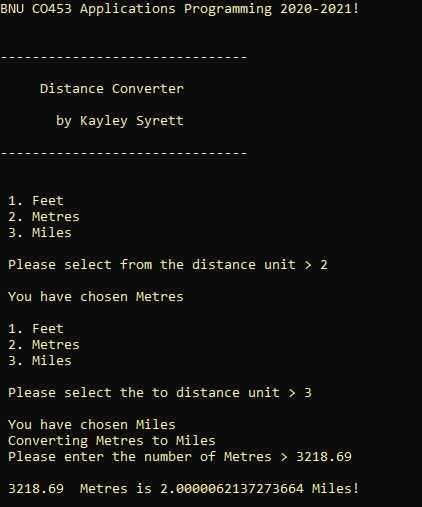 BNU CO453 Applications Programming 2020-2021!
-------------------------------
Distance Converter
by Kayley Syrett
-------------------------------
1. Feet
2. Metres
3. Miles
Please select from the distance unit > 2
You have chosen Metres
1. Feet
2. Metres
3. Miles
Please select the to distance unit > 3
You have chosen Miles
Converting Metres to Miles
Please enter the number of Metres > 3218.69
3218.69  Metres is 2.0000062137273664 Miles!